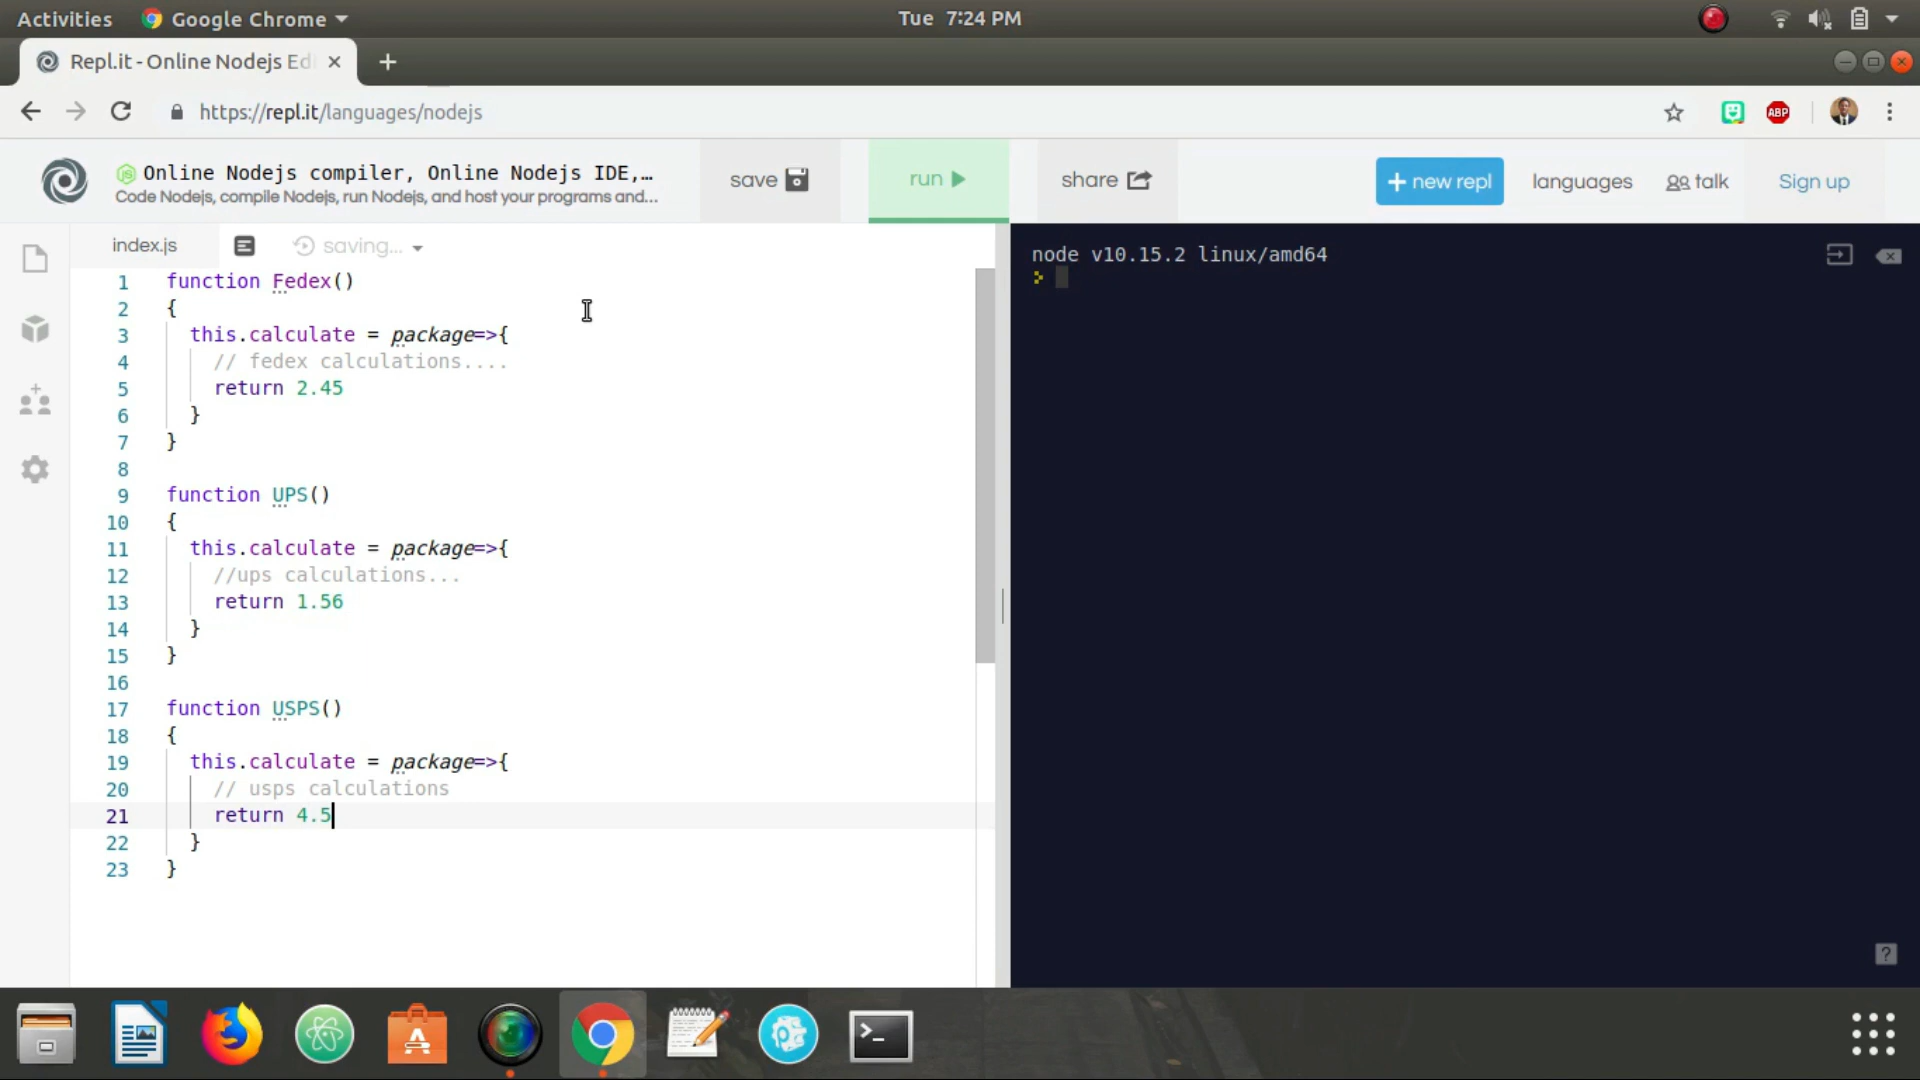 Activities Google Chrome Tue 7:24 PM
Repl.it - Online Nodejs Ed
https://repl.it/languages/nodejs ABP
Online Nodejs compiler, Online Nodejs IDE,...
Code Nodejs, compile Nodejs, run Nodejs, and host your programs and...
save run share + new repl languages talk Sign up
index.js saving...
node v10.15.2 linux/amd64
1 function Fedex()
2 {
3 this.calculate = package=>{
4 // fedex calculations....
5 return 2.45
6 }
7 }
8
9 function UPS()
10 {
11 this.calculate = package=>{
12 //ups calculations...
13 return 1.56
14 }
15 }
16
17 function USPS()
18 {
19 this.calculate = package=>{
20 // usps calculations
21 return 4.5
22 }
23 }